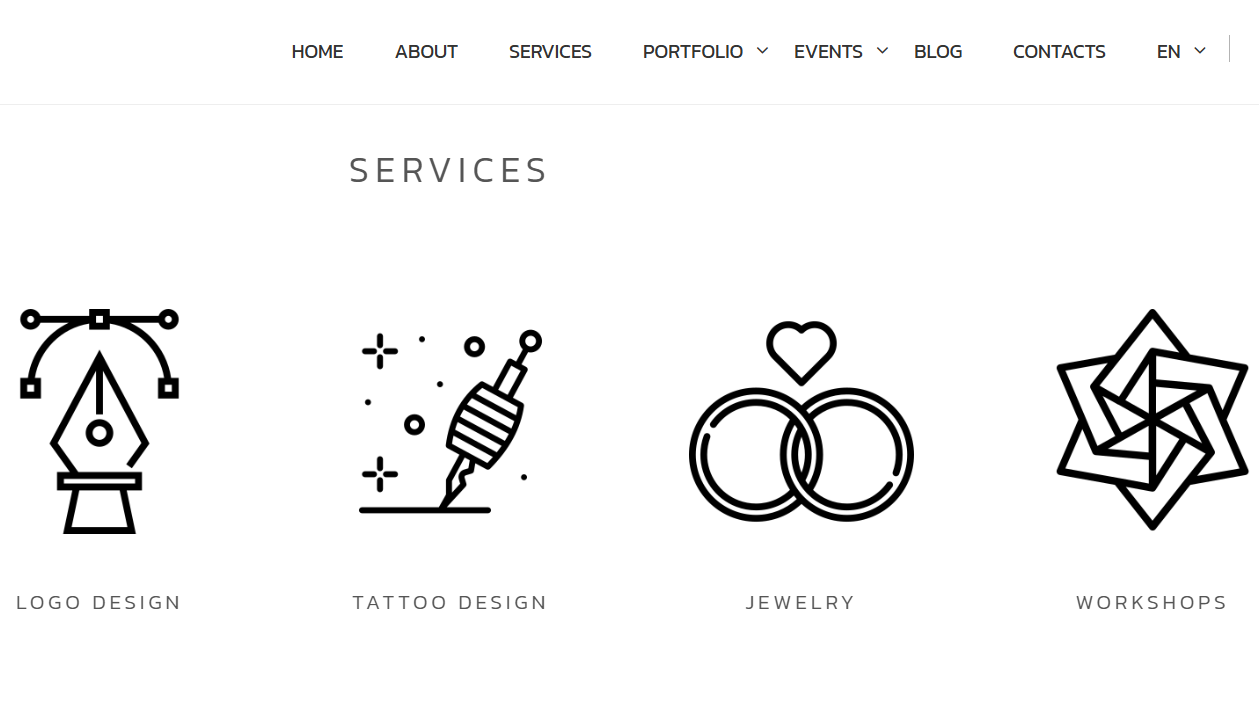 HOME ABOUT SERVICES PORTFOLIO EVENTS BLOG CONTACTS EN
SERVICES
LOGO DESIGN TATTOO DESIGN JEWELRY WORKSHOPS